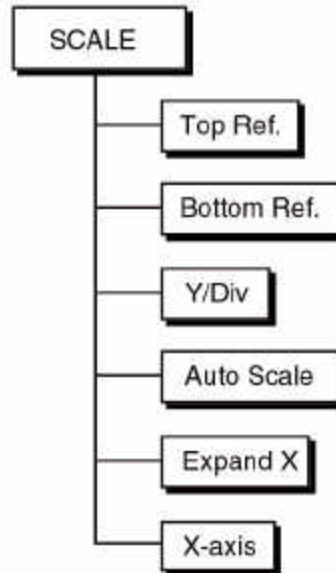 SCALE
Top Ref.
Bottom Ref.
Y/Div
Auto Scale
Expand X
X-axis